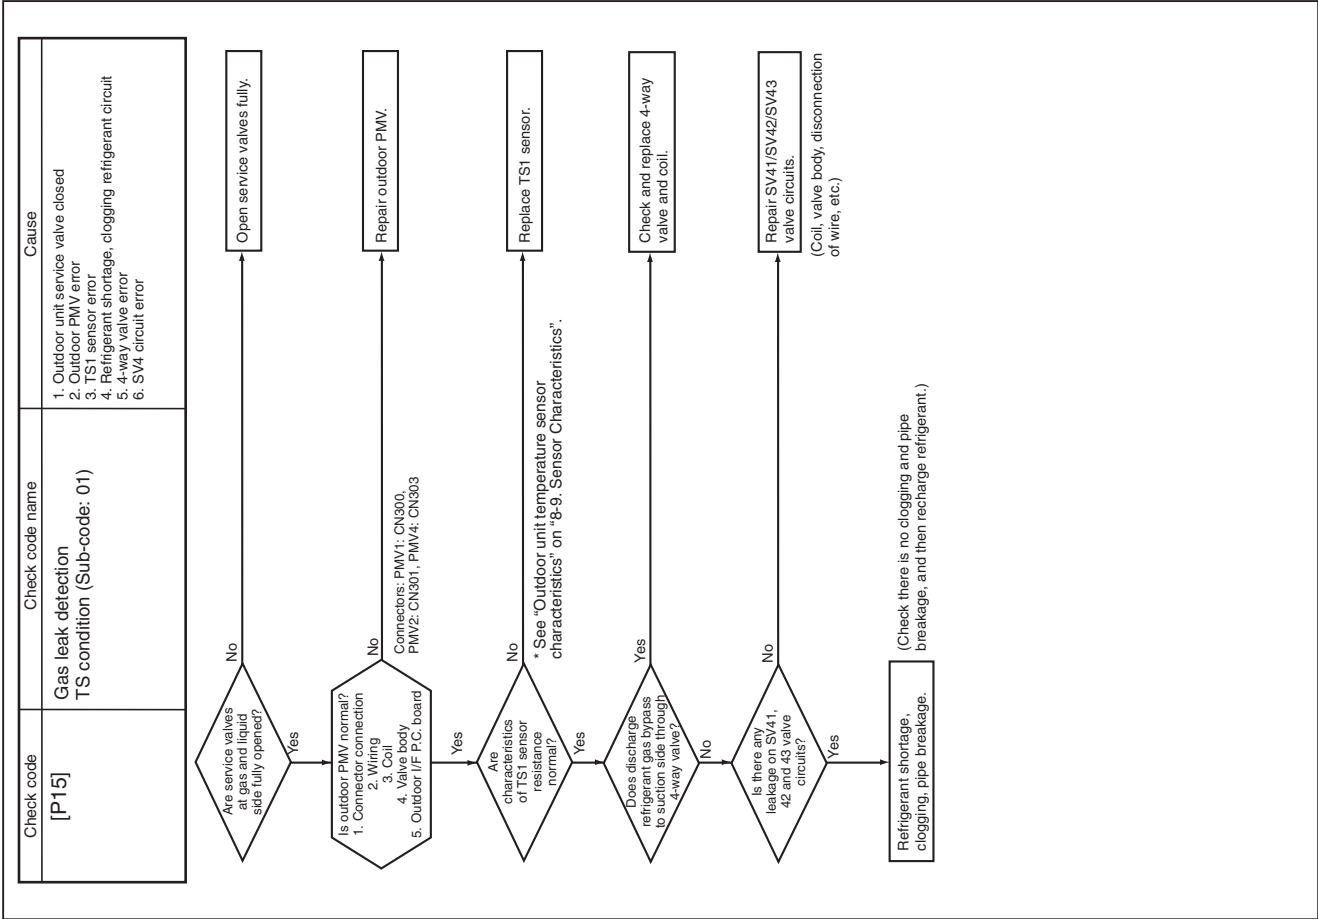 Check code
Check code name
Cause
[P15]
Gas leak detection
TS condition (Sub-code: 01)
1. Outdoor unit service valve closed
2. Outdoor PMV error
3. TS1 sensor error
4. Refrigerant shortage, clogging refrigerant circuit
5. 4-way valve error
6. SV4 circuit error
Are service valves
at gas and liquid
side fully opened?
No
Open service valves fully.
Yes
Is outdoor PMV normal?
1. Connector connection
2. Wiring
3. Coil
4. Valve body
5. Outdoor I/F P.C. board
No
Repair outdoor PMV.
Connectors: PMV1: CN300,
PMV2: CN301, PMV4: CN303
Yes
Are
characteristics
of TS1 sensor
resistance
normal?
No
Replace TS1 sensor.
* See “Outdoor unit temperature sensor
characteristics” on “8-9. Sensor Characteristics”.
Yes
Does discharge
refrigerant gas bypass
to suction side through
4-way valve?
Yes
Check and replace 4-way
valve and coil.
No
Is there any
leakage on SV41,
42 and 43 valve
circuits?
No
Repair SV41/SV42/SV43
valve circuits.
(Coil, valve body, disconnection
of wire, etc.)
Yes
Refrigerant shortage,
clogging, pipe breakage.
(Check there is no clogging and pipe
breakage, and then recharge refrigerant.)